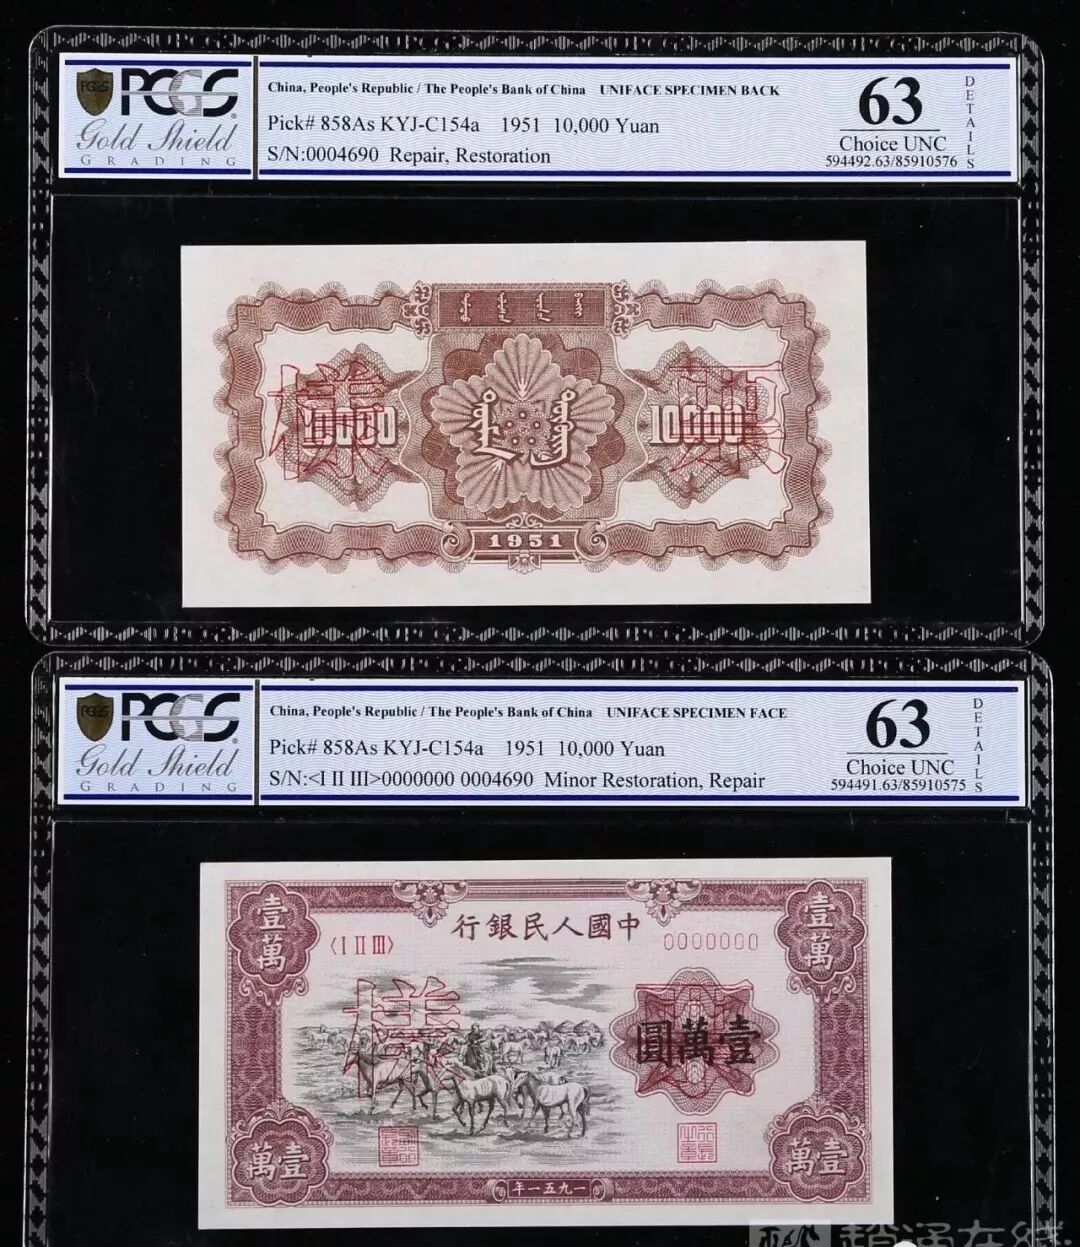 PCGS
Gold Shield
GRADING
China, People's Republic / The People's Bank of China UNIFACE SPECIMEN BACK
Pick# 858As KYJ-C154a 1951 10,000 Yuan
S/N:0004690 Repair, Restoration
63
Choice UNC
594492.63/85910576
DETAILS
樣
10000
10000
票
1951
PCGS
Gold Shield
GRADING
China, People's Republic / The People's Bank of China UNIFACE SPECIMEN FACE
Pick# 858As KYJ-C154a 1951 10,000 Yuan
S/N:<I II III>0000000 0004690 Minor Restoration, Repair
63
Choice UNC
594491.63/85910575
DETAILS
壹萬
行銀民人國中
壹萬
〈I II III〉
0000000
樣
票
圓萬壹
萬壹
萬壹
年一五九一